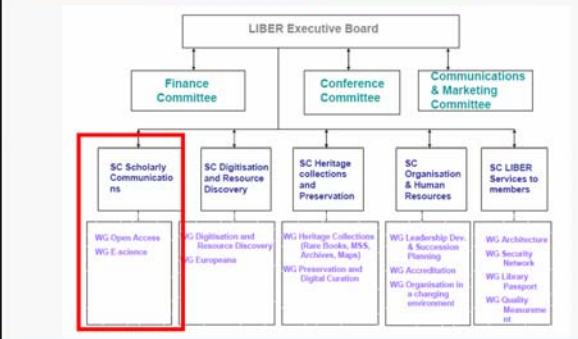 LIBER Executive Board
Finance
Committee
Conference
Committee
Communications
& Marketing
Committee
SC Scholarly
Communicatio
ns
SC Digitisation
and Resource
Discovery
SC Heritage
collections
and
Preservation
SC
Organisation
& Human
Resources
SC LIBER
Services to
members
WG Open Access
WG E-science
WG Digitisation and
Resource Discovery
WG Europeana
WG Heritage Collections
(Rare Books, MSS,
Archives, Maps)
WG Preservation and
Digital Curation
WG Leadership Dev.
& Succession
Planning
WG Accreditation
WG Organisation in
a changing
environment
WG Architecture
WG Security
Network
WG Library
Passport
WG Quality
Measureme
nt